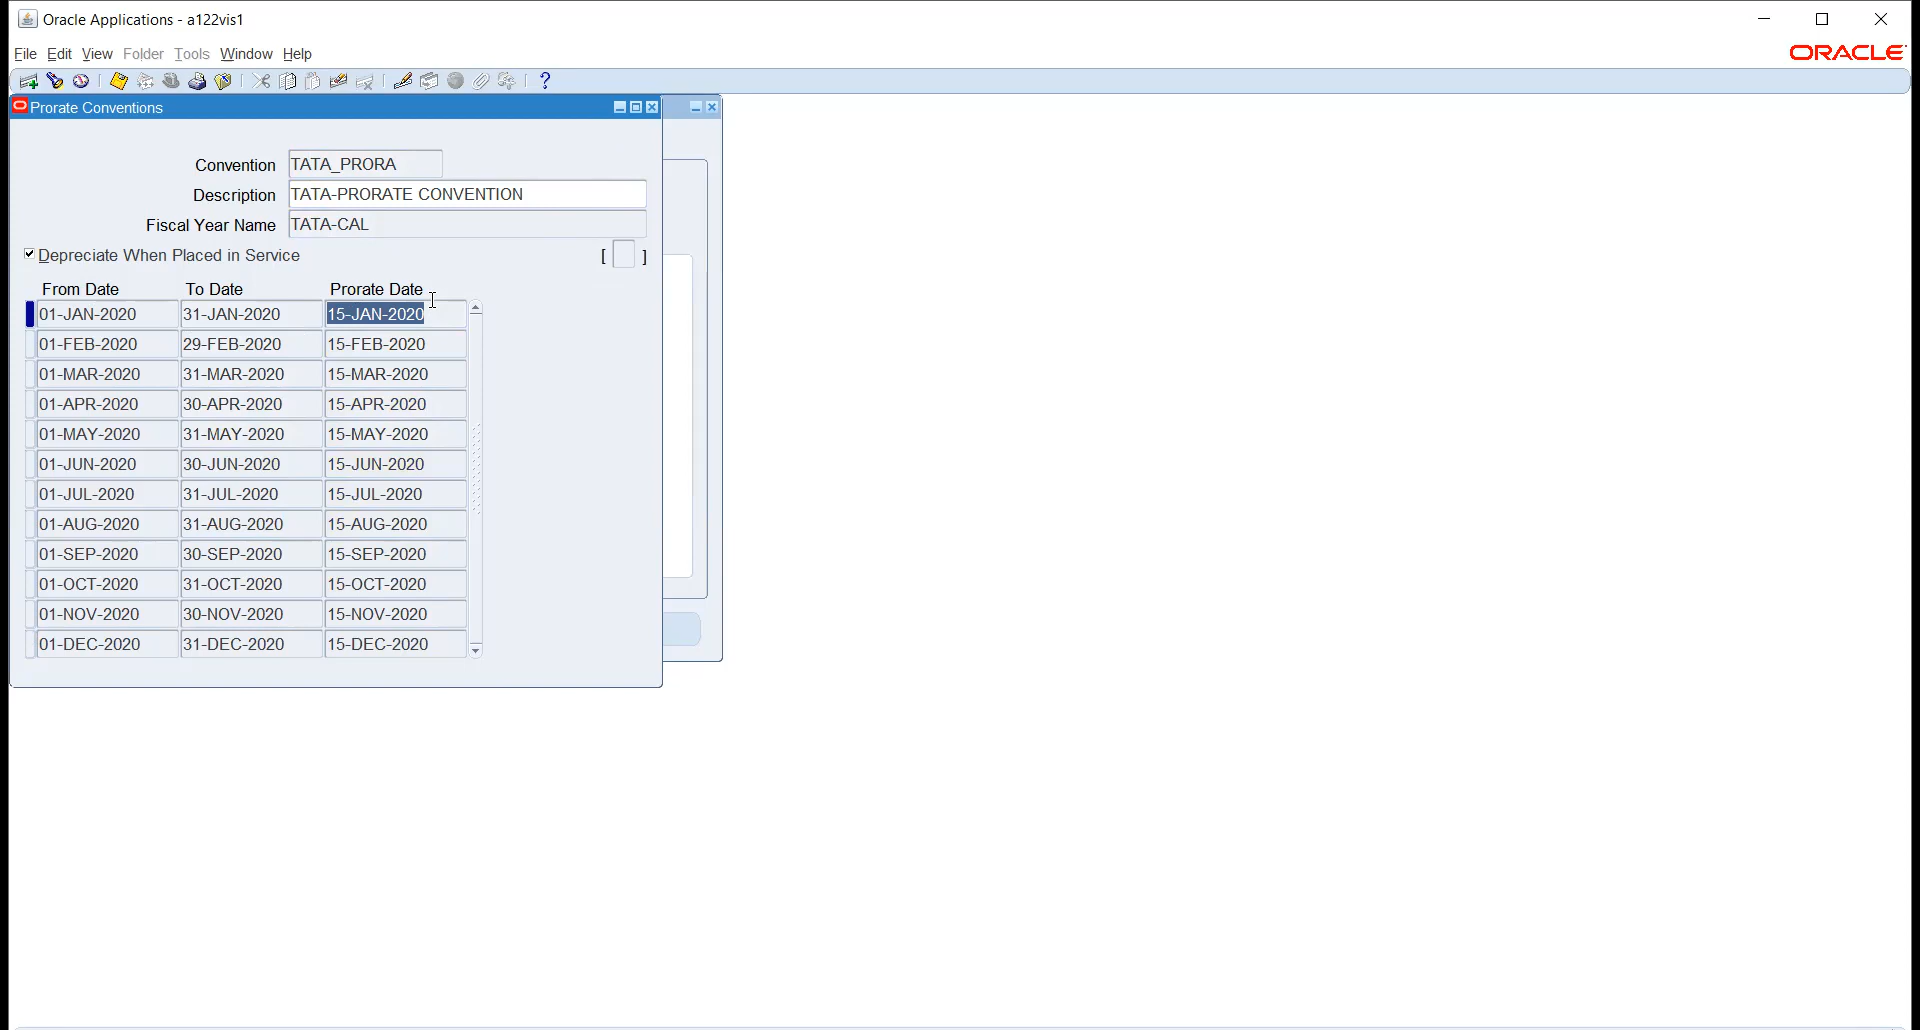 Oracle Applications - a122vis1
File Edit View Folder Tools Window Help
ORACLE
Prorate Conventions
Convention TATA_PRORA
Description TATA-PRORATE CONVENTION
Fiscal Year Name TATA-CAL
Depreciate When Placed in Service [ ]
From Date To Date Prorate Date
01-JAN-2020 31-JAN-2020 15-JAN-2020
01-FEB-2020 29-FEB-2020 15-FEB-2020
01-MAR-2020 31-MAR-2020 15-MAR-2020
01-APR-2020 30-APR-2020 15-APR-2020
01-MAY-2020 31-MAY-2020 15-MAY-2020
01-JUN-2020 30-JUN-2020 15-JUN-2020
01-JUL-2020 31-JUL-2020 15-JUL-2020
01-AUG-2020 31-AUG-2020 15-AUG-2020
01-SEP-2020 30-SEP-2020 15-SEP-2020
01-OCT-2020 31-OCT-2020 15-OCT-2020
01-NOV-2020 30-NOV-2020 15-NOV-2020
01-DEC-2020 31-DEC-2020 15-DEC-2020